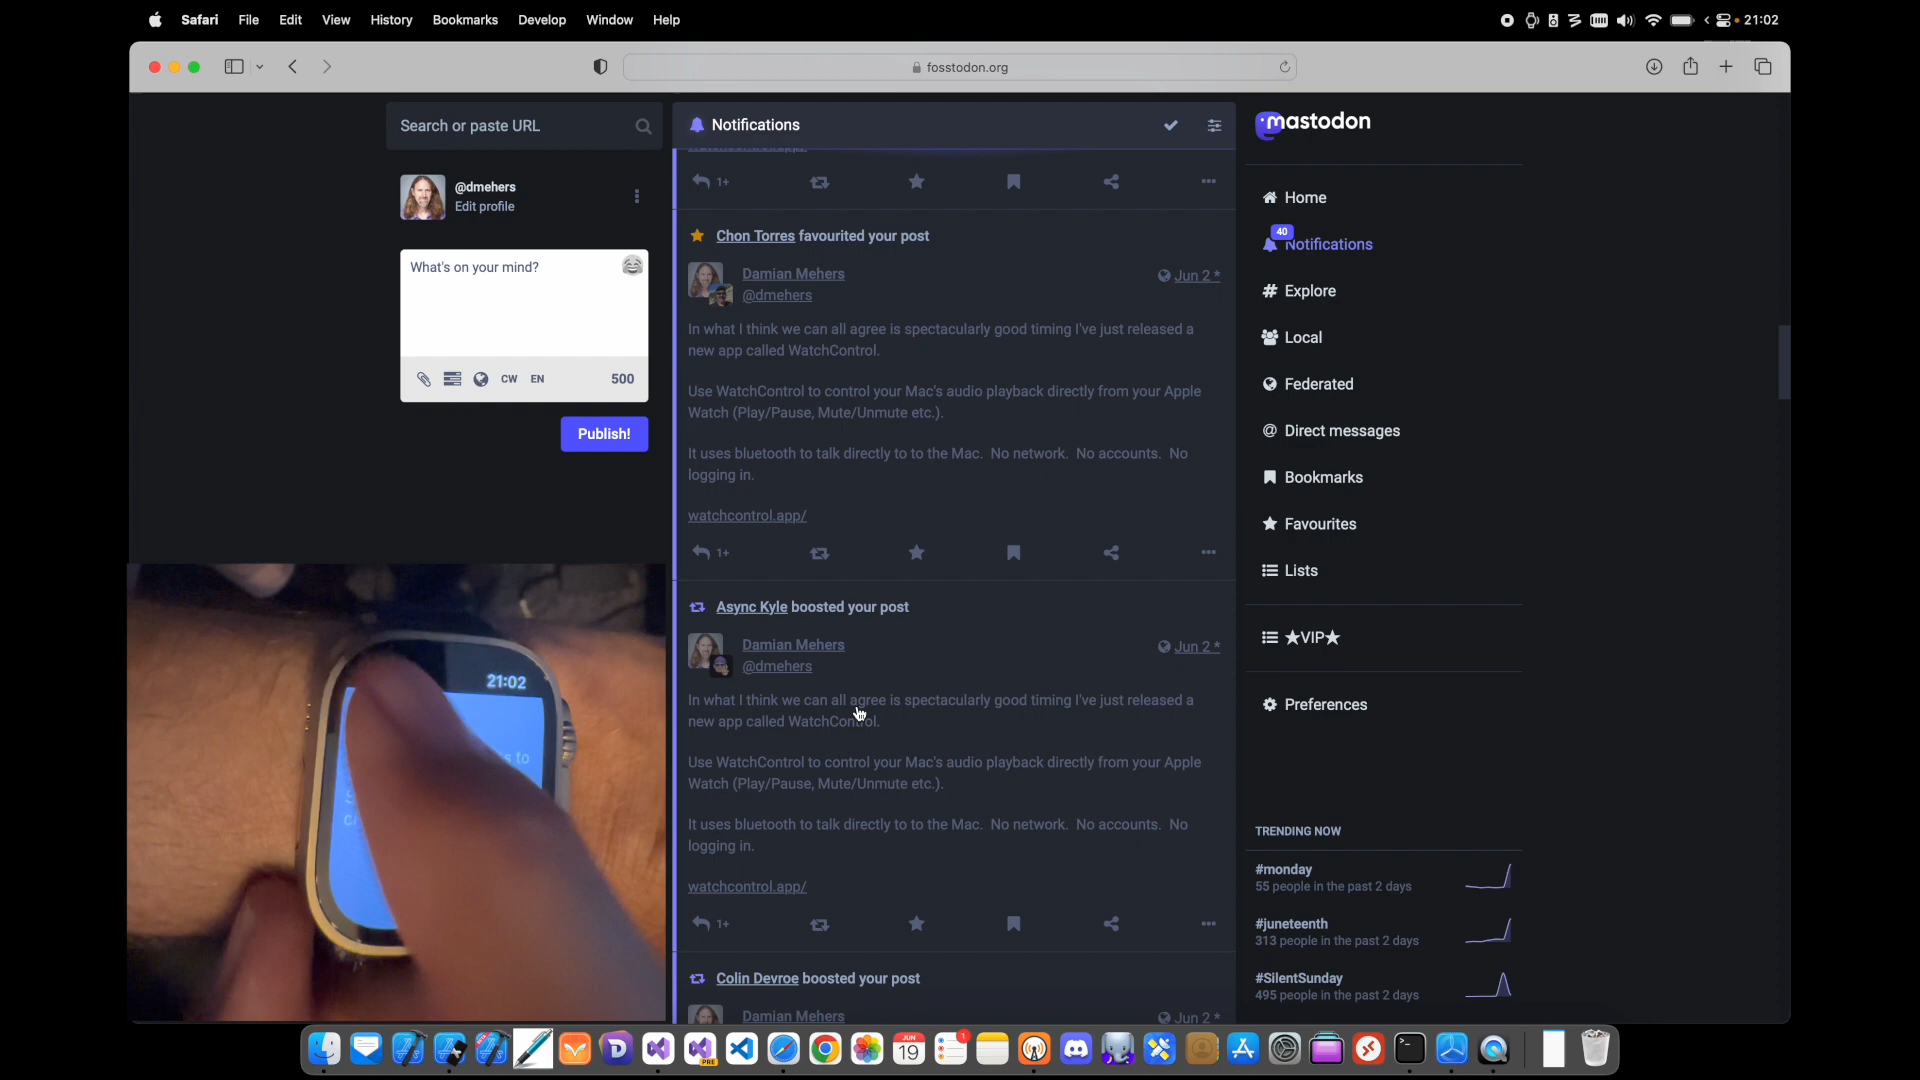 Safari File Edit View History Bookmarks Develop Window Help 21:02
fosstodon.org
Search or paste URL
@dmehers
Edit profile
What's on your mind?
CW EN 500
Publish!
Notifications
1+
Chon Torres favourited your post
Damian Mehers Jun 2 *
@dmehers
In what I think we can all agree is spectacularly good timing I've just released a
new app called WatchControl.
Use WatchControl to control your Mac's audio playback directly from your Apple
Watch (Play/Pause, Mute/Unmute etc.).
It uses bluetooth to talk directly to to the Mac. No network. No accounts. No
logging in.
watchcontrol.app/
1+
Async Kyle boosted your post
Damian Mehers Jun 2 *
@dmehers
In what I think we can all agree is spectacularly good timing I've just released a
new app called WatchControl.
Use WatchControl to control your Mac's audio playback directly from your Apple
Watch (Play/Pause, Mute/Unmute etc.).
It uses bluetooth to talk directly to to the Mac. No network. No accounts. No
logging in.
watchcontrol.app/
1+
Colin Devroe boosted your post
Damian Mehers Jun 2 *
mastodon
Home
40
Notifications
# Explore
Local
Federated
@ Direct messages
Bookmarks
Favourites
Lists
★VIP★
Preferences
TRENDING NOW
#monday
55 people in the past 2 days
#juneteenth
313 people in the past 2 days
#SilentSunday
495 people in the past 2 days
21:02
to
D
PRE
JUN
19
1